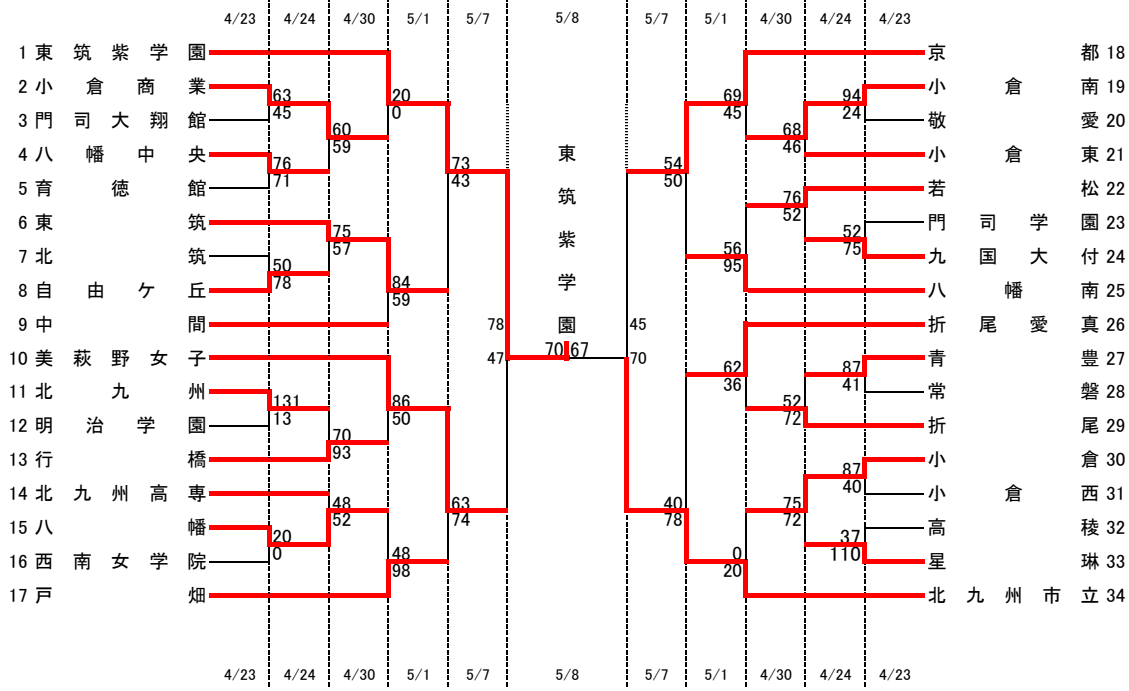 4/23 4/24 4/30 5/1 5/7 5/8 5/7 5/1 4/30 4/24 4/23
1 東筑紫学園
2 小倉商業
3 門司大翔館
4 八幡中央
5 育徳館
6 東筑
7 北筑
8 自由ケ丘
9 中間
10 美萩野女子
11 北九州
12 明治学園
13 行橋
14 北九州高専
15 八幡
16 西南女学院
17 戸畑
63
45
76
71
50
78
131
13
20
0
60
59
75
57
70
93
48
52
20
0
84
59
86
50
48
98
73
43
63
74
78
47
東筑紫学園
70 67
45
70
54
50
40
78
69
45
56
95
62
36
0
20
68
46
76
52
52
72
75
72
94
24
52
75
87
41
87
40
37
110
京都 18
小倉南 19
敬愛 20
小倉東 21
若松 22
門司学園 23
九国大付 24
八幡南 25
折尾愛真 26
青豊 27
常磐 28
折尾 29
小倉 30
小倉西 31
高稜 32
星琳 33
北九州市立 34
4/23 4/24 4/30 5/1 5/7 5/8 5/7 5/1 4/30 4/24 4/23